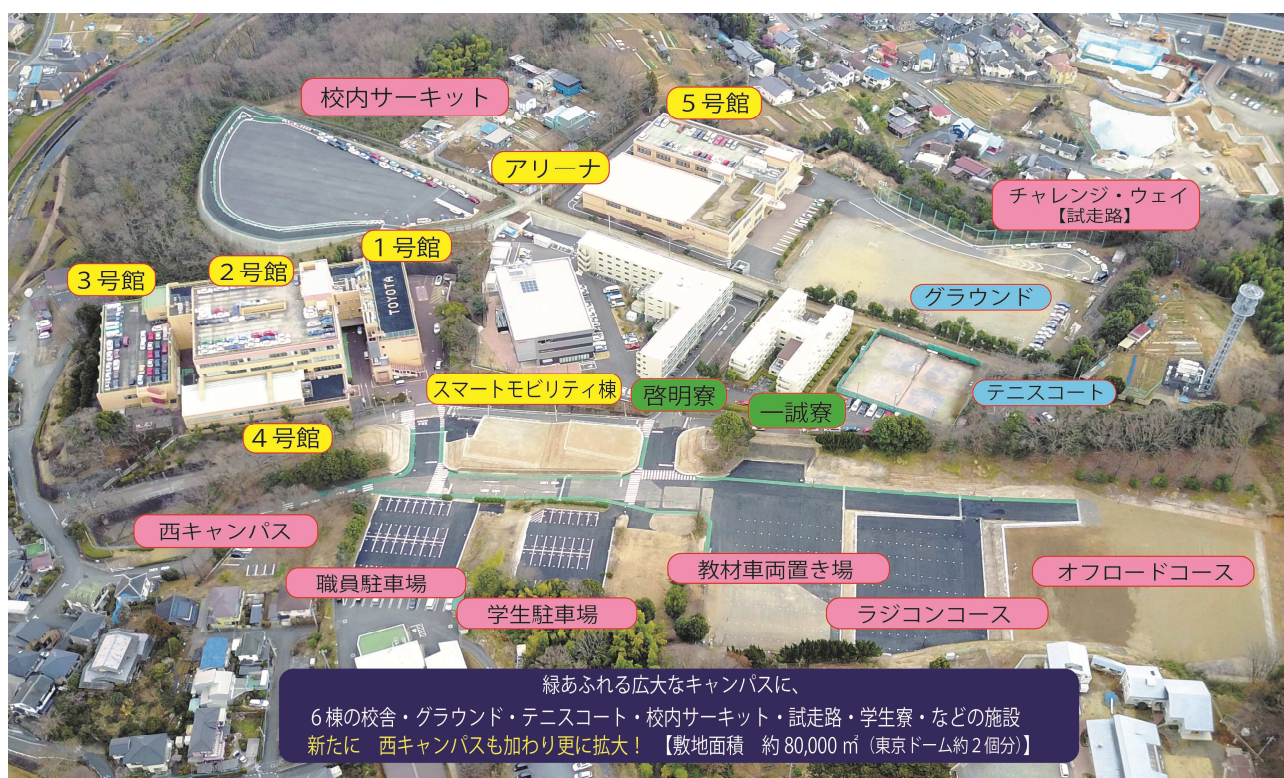 校内サーキット
5号館
アリーナ
チャレンジ・ウェイ
【試走路】
1号館
2号館
3号館
TOYOTA
グラウンド
スマートモビリティ棟
啓明寮
一誠寮
テニスコート
4号館
西キャンパス
職員駐車場
学生駐車場
教材車両置き場
ラジコンコース
オフロードコース
緑あふれる広大なキャンパスに、
6棟の校舎・グラウンド・テニスコート・校内サーキット・試走路・学生寮・などの施設
新たに　西キャンパスも加わり更に拡大！【敷地面積　約80,000㎡（東京ドーム約2個分）】